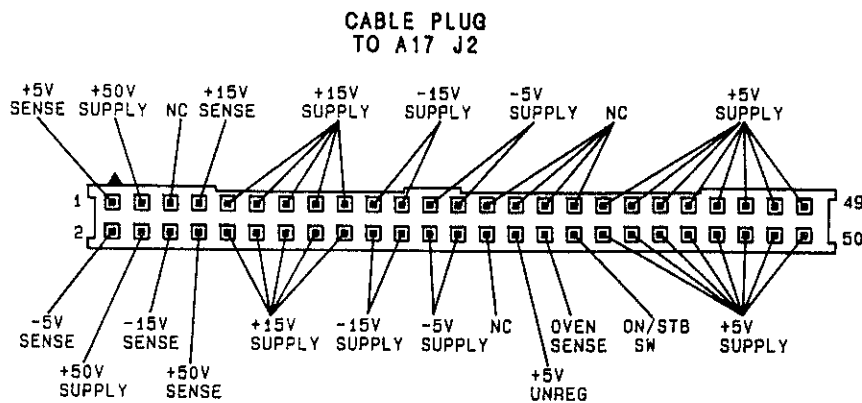 CABLE PLUG
TO A17 J2
+5V
SENSE
+50V
SUPPLY
NC
+15V
SENSE
+15V
SUPPLY
-15V
SUPPLY
-5V
SUPPLY
NC
+5V
SUPPLY
1
49
2
50
-5V
SENSE
+50V
SUPPLY
-15V
SENSE
+50V
SENSE
+15V
SUPPLY
-15V
SUPPLY
-5V
SUPPLY
NC
+5V
UNREG
OVEN
SENSE
ON/STB
SW
+5V
SUPPLY